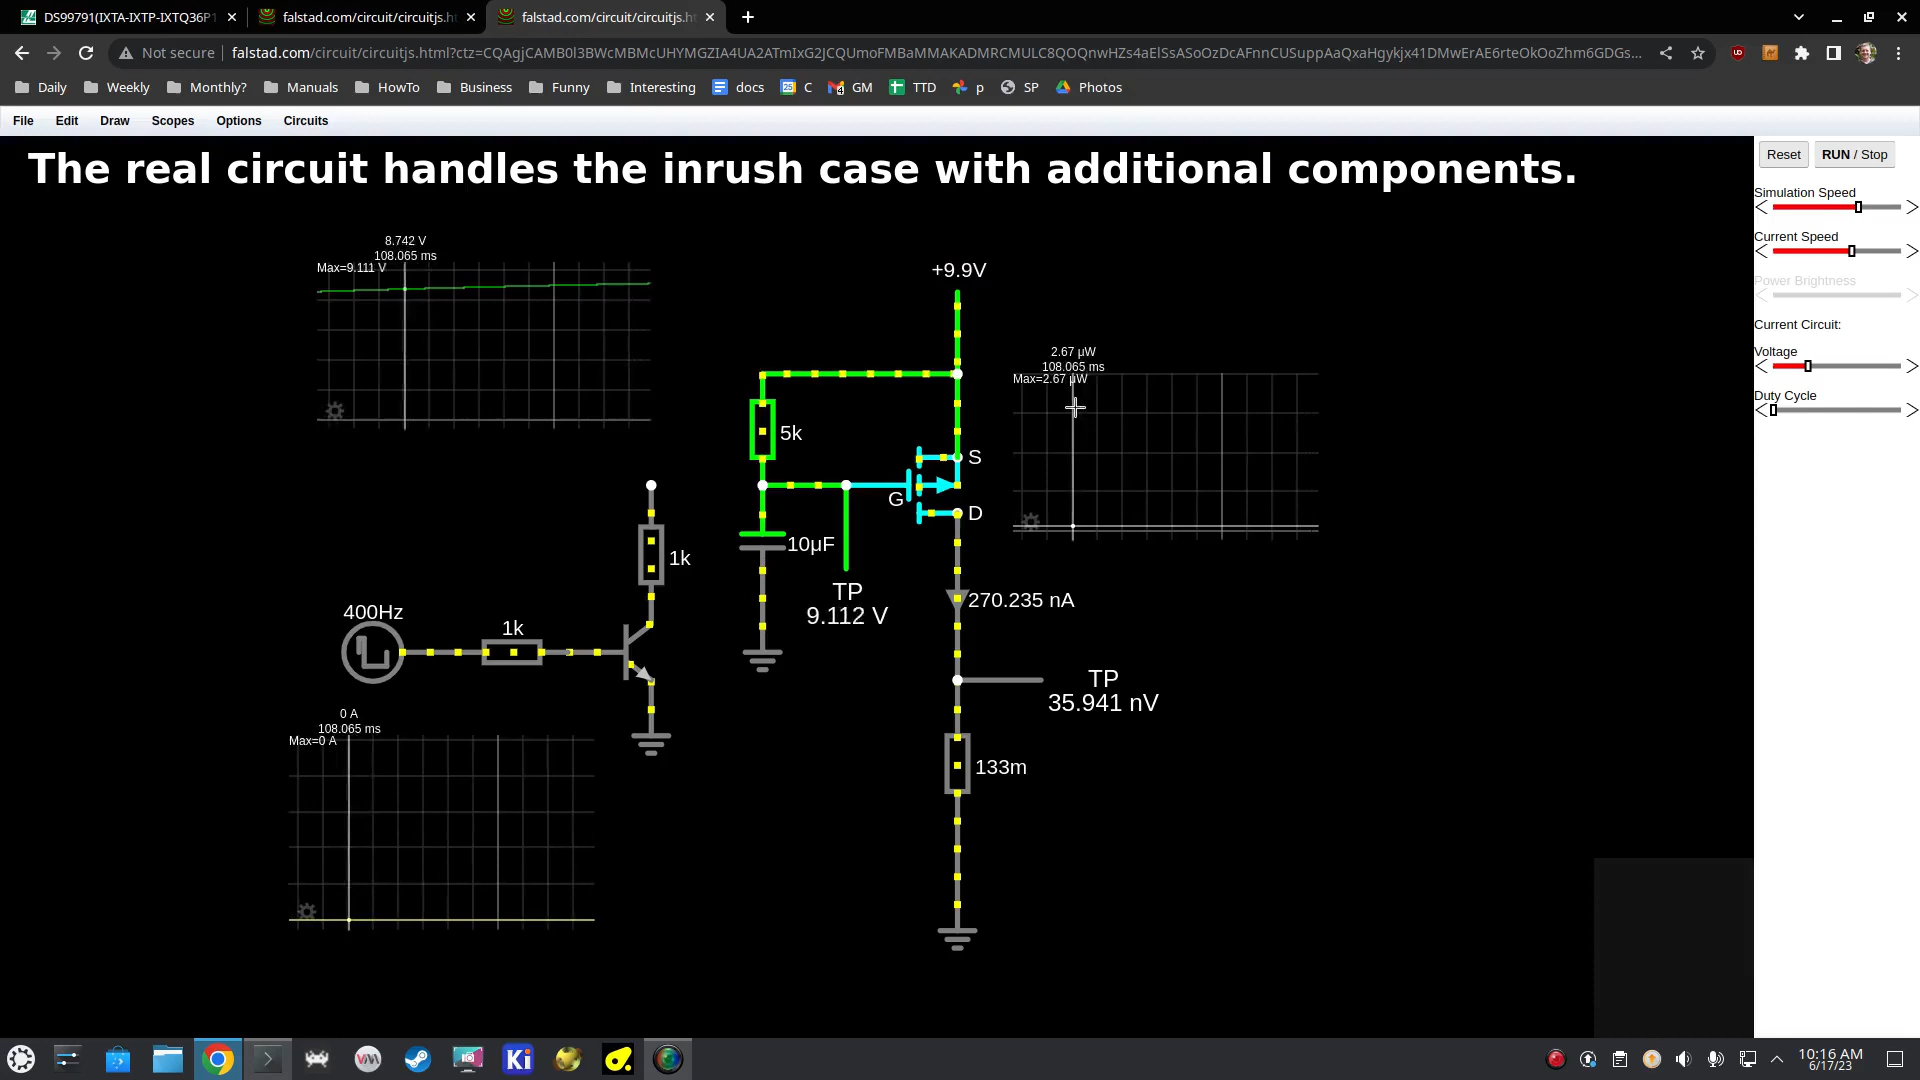 DS99791(IXTA-IXTP-IXTQ36P1
falstad.com/circuit/circuitjs.ht
falstad.com/circuit/circuitjs.ht
Not secure
falstad.com/circuit/circuitjs.html?ctz=CQAgjCAMB0l3BWcMBMcUHYMGZIA4UA2ATmIxG2JCQUmoFMBaMMAKADMRCMULC8QOQnwHZs4aElSsASoOzDcAFnnCUSuppAaQxaHgykjx41DMwErAE6rteOkOoZhm6GDGs...
Daily
Weekly
Monthly?
Manuals
HowTo
Business
Funny
Interesting
docs
C
GM
TTD
p
SP
Photos
File
Edit
Draw
Scopes
Options
Circuits
The real circuit handles the inrush case with additional components.
Reset
RUN / Stop
Simulation Speed
Current Speed
Power Brightness
Current Circuit:
Voltage
Duty Cycle
8.742 V
108.065 ms
Max=9.111 V
+9.9V
2.67 µW
108.065 ms
Max=2.67 µW
5k
S
G
D
10µF
1k
TP
9.112 V
270.235 nA
400Hz
1k
TP
35.941 nV
0 A
108.065 ms
Max=0 A
133m
Ki
10:16 AM
6/17/23